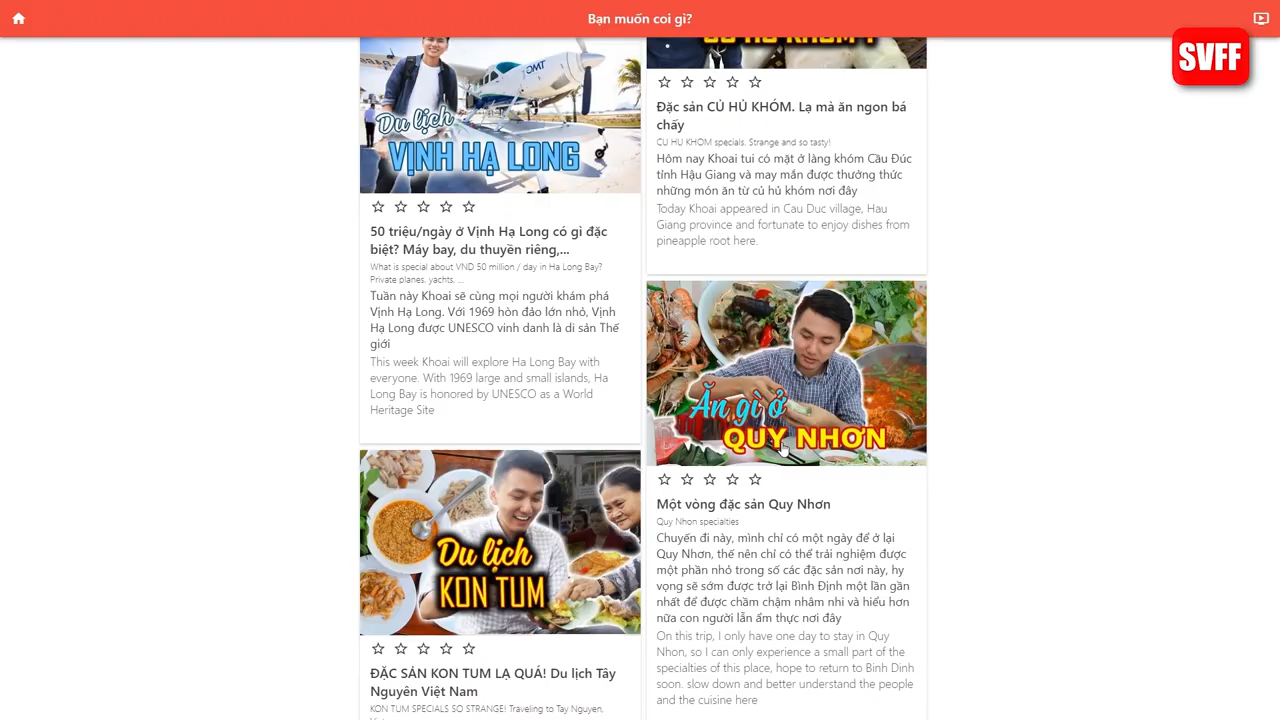 Bạn muốn coi gì?
SVFF
OMT
Du lịch
VỊNH HẠ LONG
50 triệu/ngày ở Vịnh Hạ Long có gì đặc
biệt? Máy bay, du thuyền riêng,...
What is special about VND 50 million / day in Ha Long Bay?
Private planes, yachts, ...
Tuần này Khoai sẽ cùng mọi người khám phá
Vịnh Hạ Long. Với 1969 hòn đảo lớn nhỏ, Vịnh
Hạ Long được UNESCO vinh danh là di sản Thế
giới
This week Khoai will explore Ha Long Bay with
everyone. With 1969 large and small islands, Ha
Long Bay is honored by UNESCO as a World
Heritage Site
Du lịch
KON TUM
ĐẶC SẢN KON TUM LẠ QUÁ! Du lịch Tây
Nguyên Việt Nam
KON TUM SPECIALS SO STRANGE! Traveling to Tay Nguyen,
Đặc sản CỦ HỦ KHÓM. Lạ mà ăn ngon bá
chấy
CU HU KHOM specials. Strange and so tasty!
Hôm nay Khoai tui có mặt ở làng khóm Cầu Đúc
tỉnh Hậu Giang và may mắn được thưởng thức
những món ăn từ củ hủ khóm nơi đây
Today Khoai appeared in Cau Duc village, Hau
Giang province and fortunate to enjoy dishes from
pineapple root here.
Ăn gì ở
QUY NHƠN
Một vòng đặc sản Quy Nhơn
Quy Nhon specialties
Chuyến đi này, mình chỉ có một ngày để ở lại
Quy Nhơn, thế nên chỉ có thể trải nghiệm được
một phần nhỏ trong số các đặc sản nơi này, hy
vọng sẽ sớm được trở lại Bình Định một lần gần
nhất để được chầm chậm nhâm nhi và hiểu hơn
nữa con người lẫn ẩm thực nơi đây
On this trip, I only have one day to stay in Quy
Nhon, so I can only experience a small part of the
specialties of this place, hope to return to Binh Dinh
soon. slow down and better understand the people
and the cuisine here